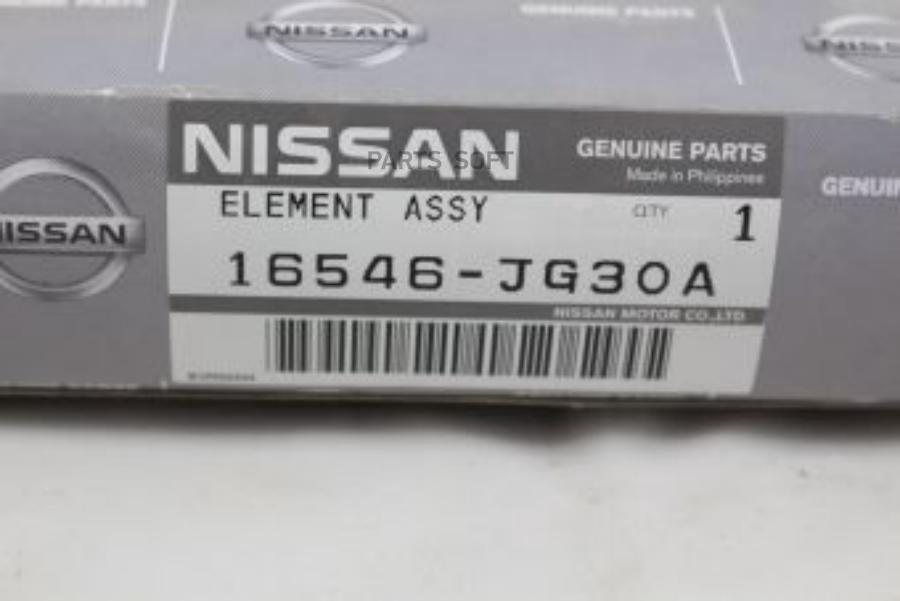 GENUINE PARTS
NISSAN
NISSAN
NISSAN
PARTS SOFT
GENUINE PARTS
Made in Philippines
NISSAN
ELEMENT ASSY
QTY
1
16546-JG30A
NISSAN MOTOR CO.,LTD.